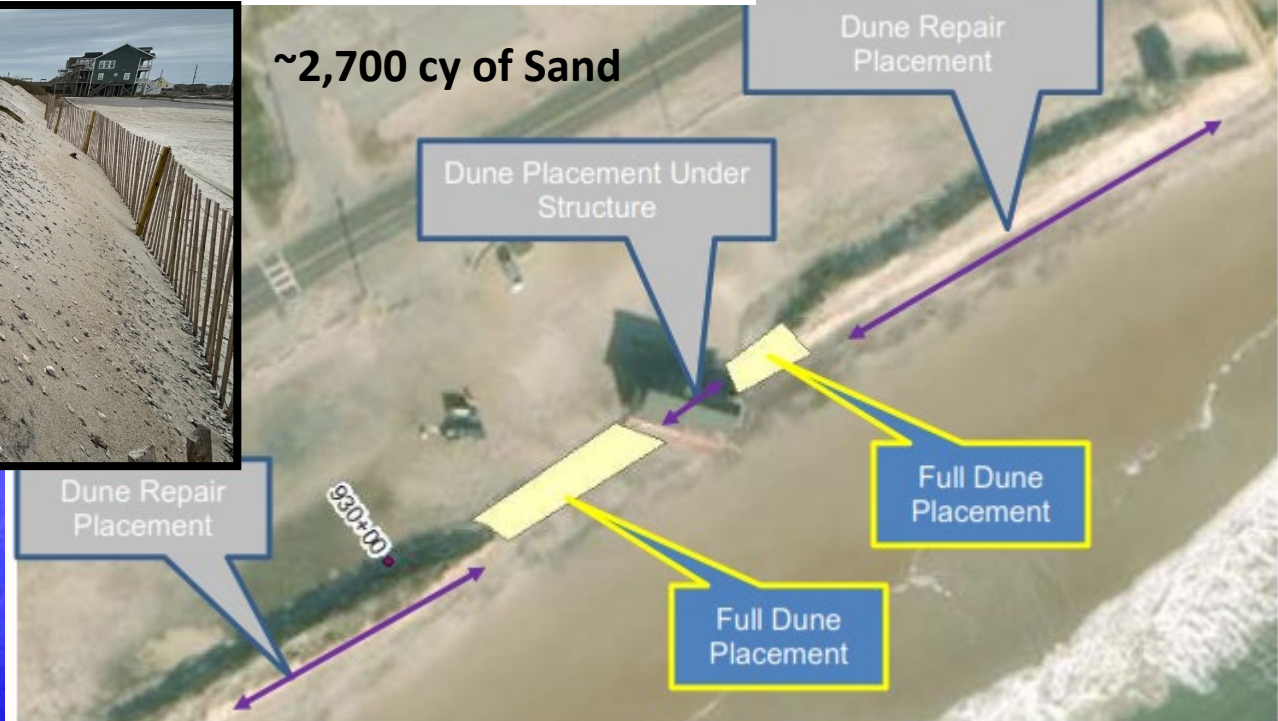 ~2,700 cy of Sand
Dune Repair
Placement
Dune Placement Under
Structure
Full Dune
Placement
Dune Repair
Placement
930+00
Full Dune
Placement